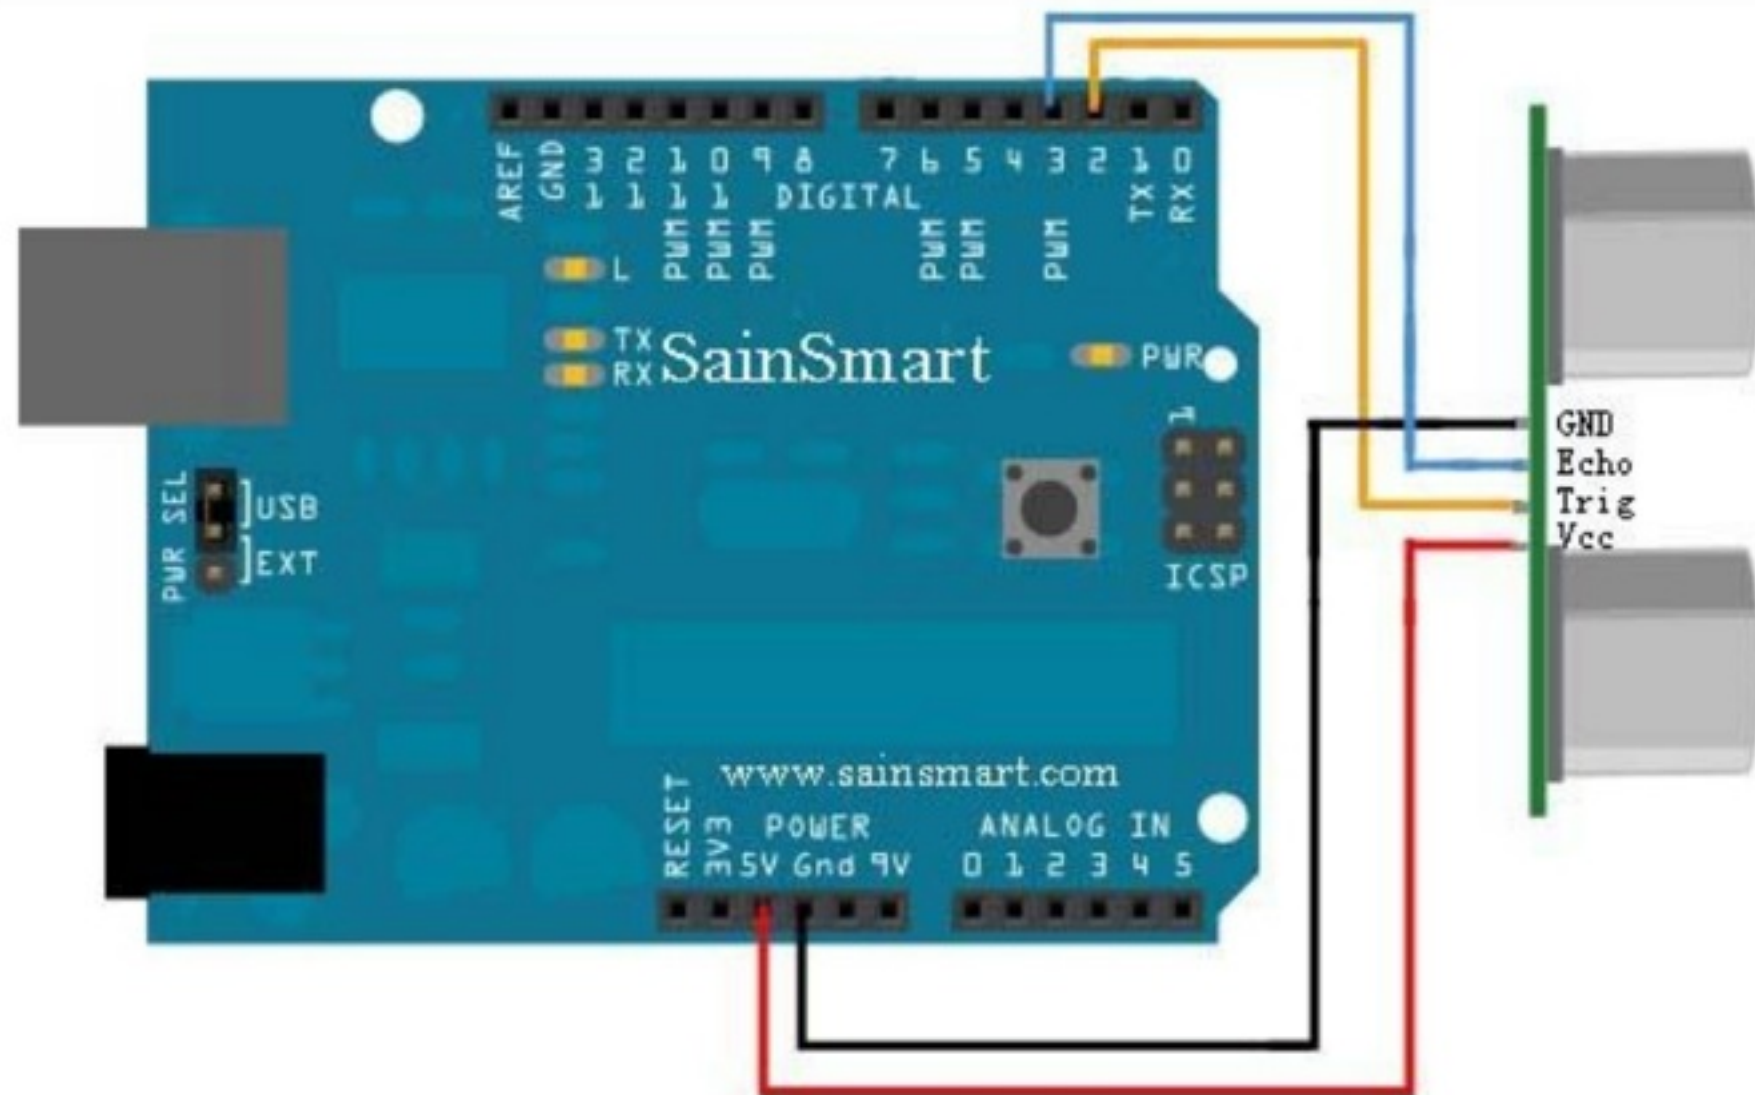 AREF GND 13 12 11 10 9 8 7 6 5 4 3 2 1 0
DIGITAL
PWM PWM PWM PWM PWM PWM TX RX
L
TX
RX
SainSmart
PWR
1
GND
Echo
Trig
Vcc
PWR SEL
USB
EXT
ICSP
www.sainsmart.com
POWER
ANALOG IN
RESET 3V3 5V Gnd 9V 0 1 2 3 4 5